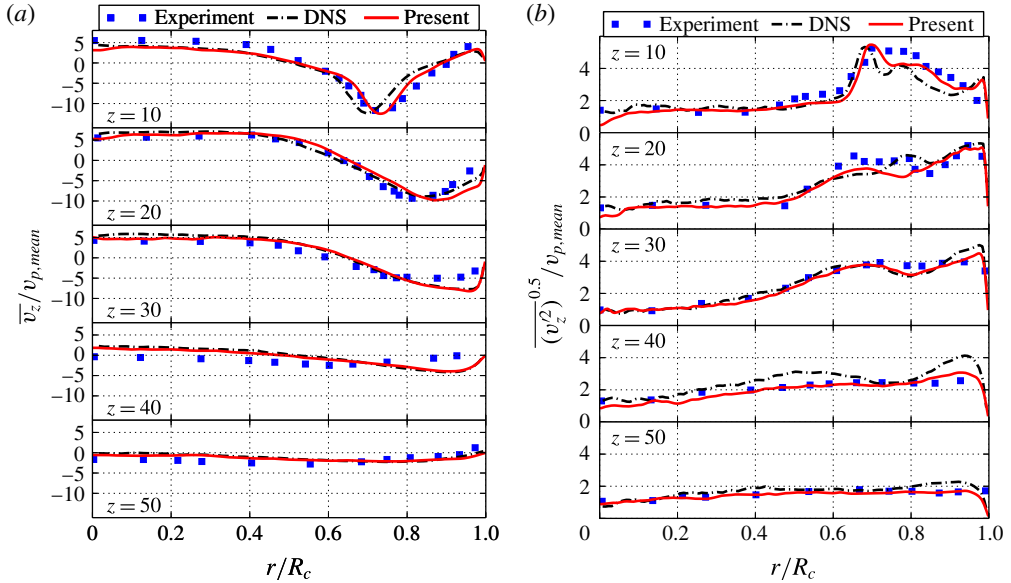 (a)
Experiment DNS Present
5
0
−5
−10
z = 10
5
0
−5
−10
z = 20
5
0
−5
−10
z = 30
5
0
−5
−10
z = 40
5
0
−5
−10
z = 50
0 0.2 0.4 0.6 0.8 1.0
r/R_c
\overline{v_z}/v_{p,mean}
(b)
Experiment DNS Present
z = 10
4
2
0
z = 20
4
2
0
z = 30
4
2
0
z = 40
4
2
0
z = 50
4
2
0 0.2 0.4 0.6 0.8 1.0
r/R_c
\overline{(v_z'^2)}^{0.5}/v_{p,mean}